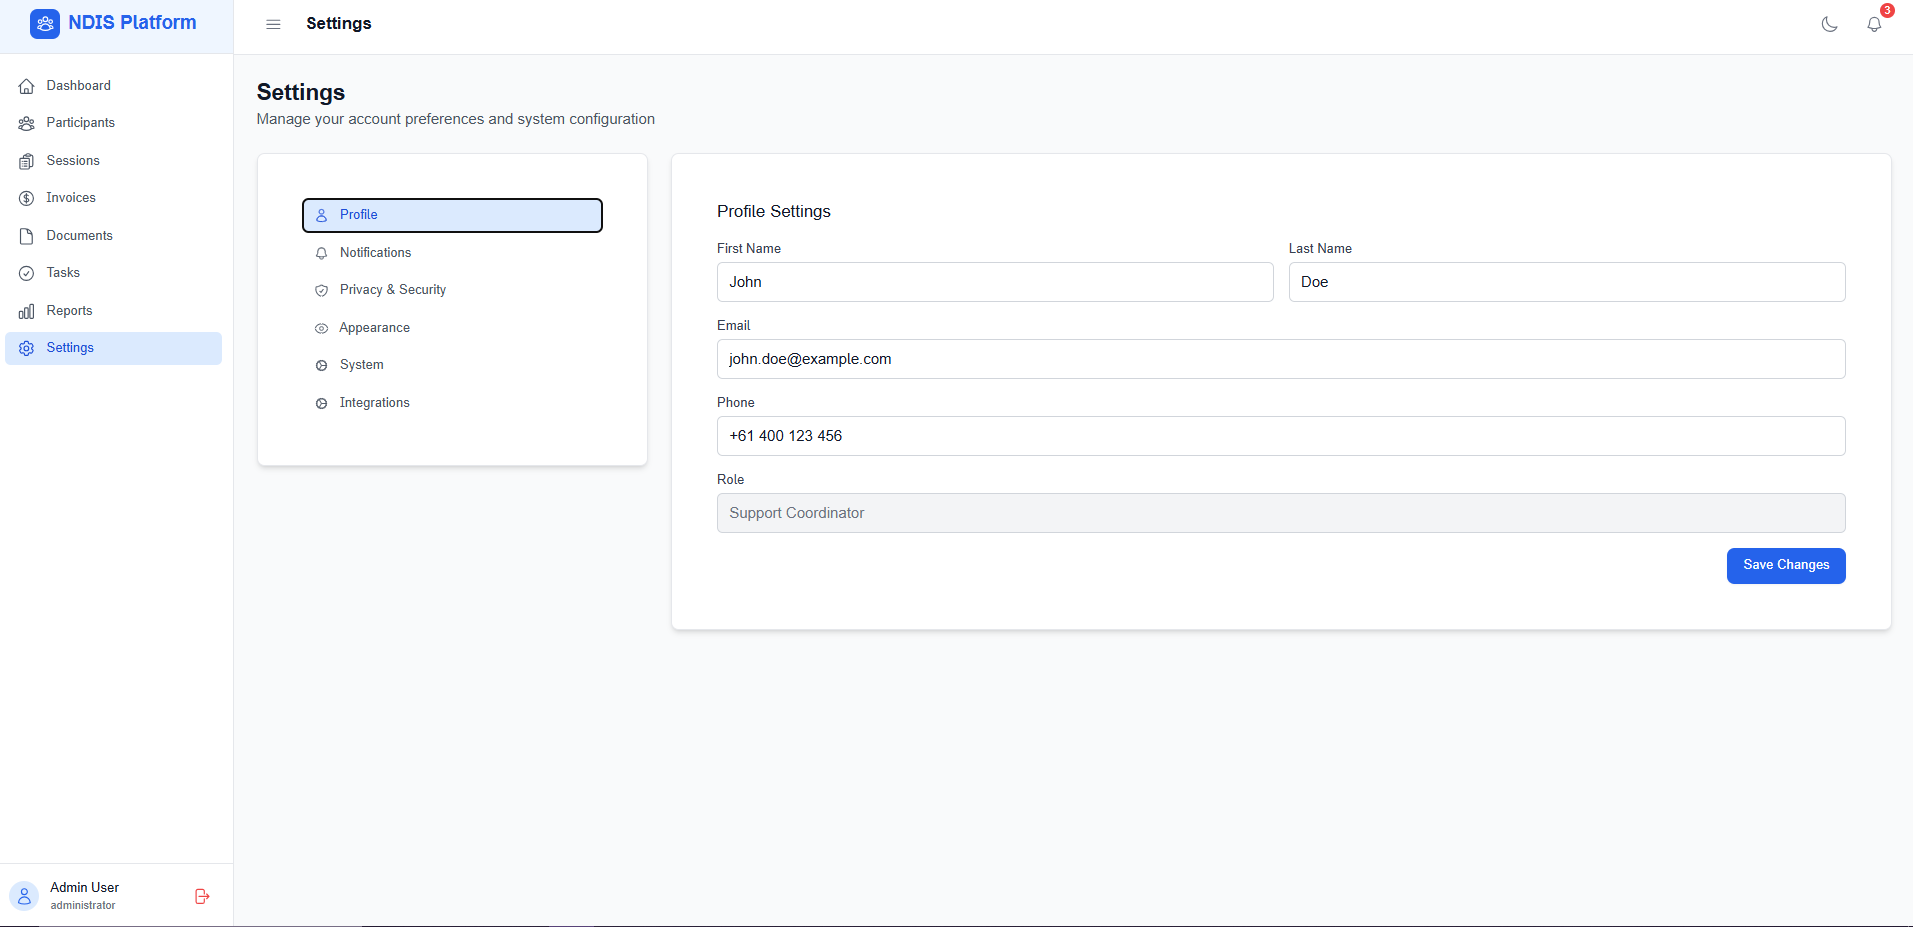 NDIS Platform
Settings
3
Dashboard
Participants
Sessions
Invoices
Documents
Tasks
Reports
Settings
Settings
Manage your account preferences and system configuration
Profile
Notifications
Privacy & Security
Appearance
System
Integrations
Profile Settings
First Name
Last Name
John
Doe
Email
john.doe@example.com
Phone
+61 400 123 456
Role
Support Coordinator
Save Changes
Admin User
administrator